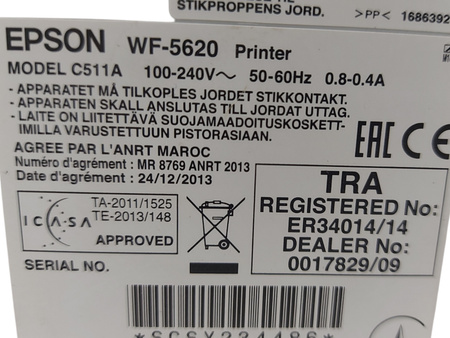 STIKPROPPENS JORD.
>PP< 1686392
EPSON WF-5620 Printer
MODEL C511A 100-240V~ 50-60Hz 0.8-0.4A
- APPARATET MÅ TILKOPLES JORDET STIKKONTAKT.
- APPARATEN SKALL ANSLUTAS TILL JORDAT UTTAG.
- LAITE ON LIITETTÄVÄ SUOJAMAADOITUSKOSKETT-
IMILLA VARUSTETTUUN PISTORASIAAN.
AGREE PAR L'ANRT MAROC
Numéro d'agrément : MR 8769 ANRT 2013
Date d'agrément : 24/12/2013
EAC CE
ICASA
TA-2011/1525
TE-2013/148
APPROVED
TRA
REGISTERED No:
ER34014/14
DEALER No:
0017829/09
SERIAL NO.